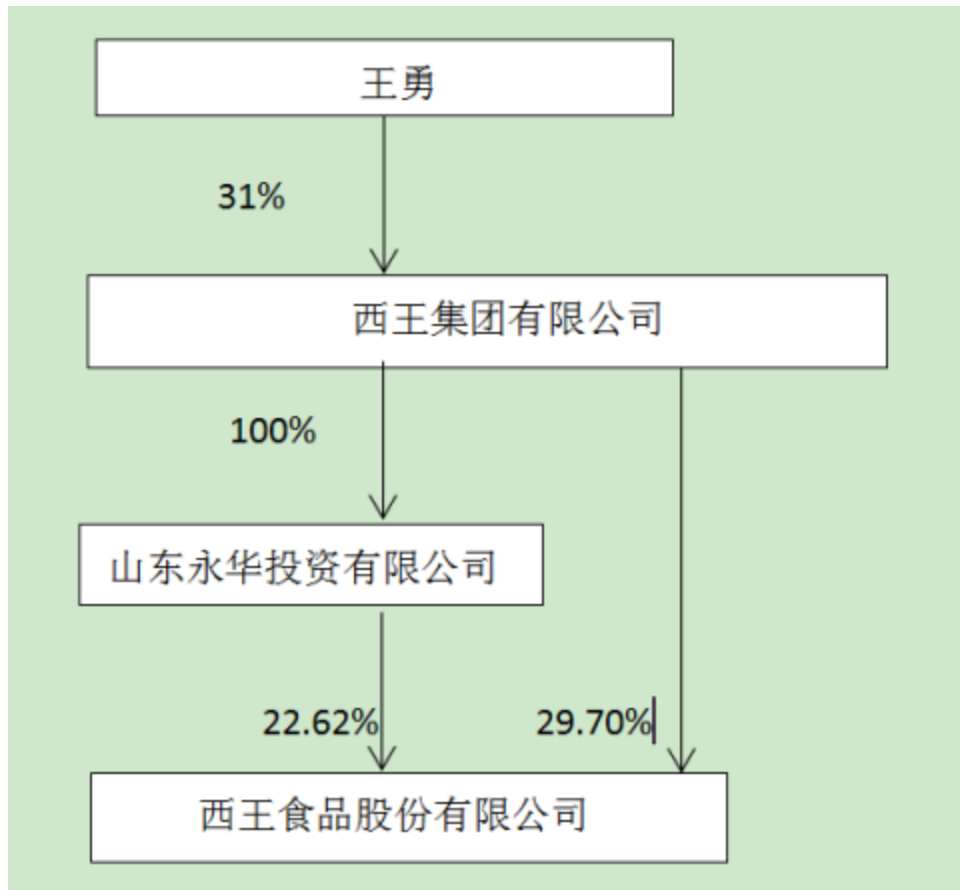 王勇
31%
西王集团有限公司
100%
山东永华投资有限公司
22.62%
29.70%
西王食品股份有限公司